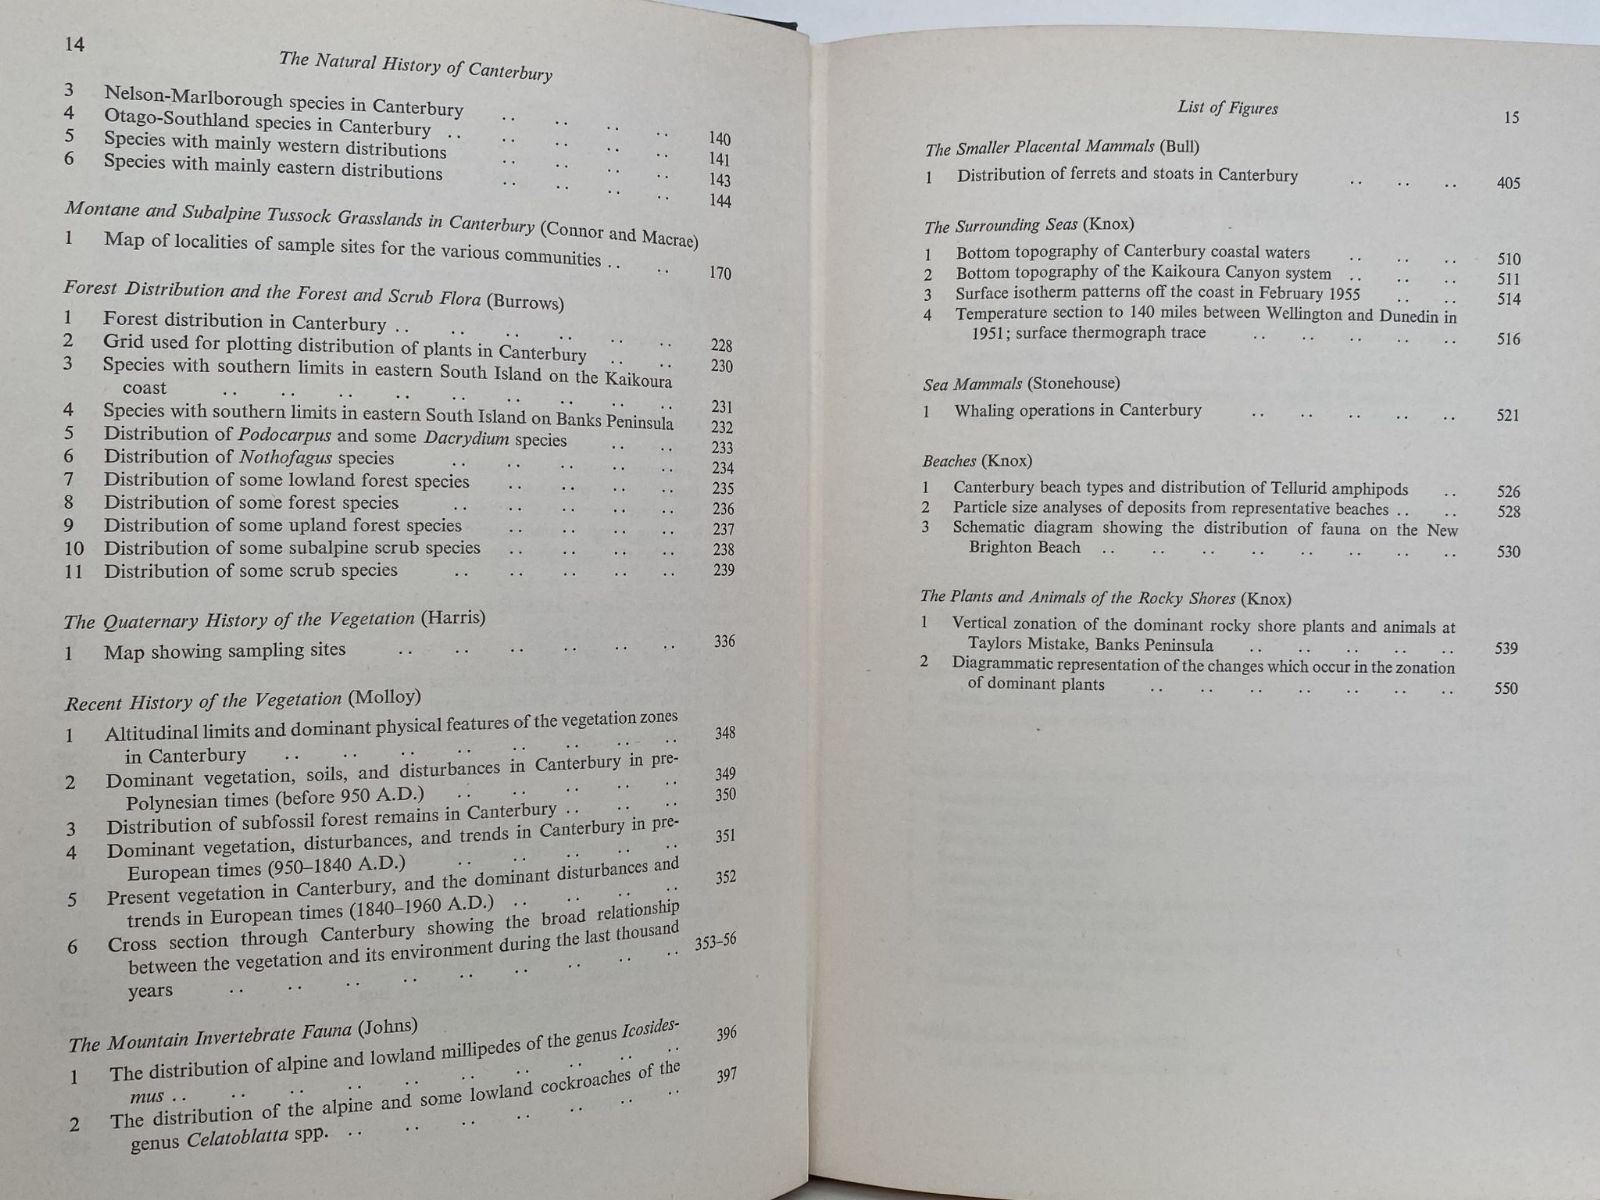 14
The Natural History of Canterbury
3 Nelson-Marlborough species in Canterbury .. .. .. .. 140
4 Otago-Southland species in Canterbury .. .. .. .. .. 141
5 Species with mainly western distributions .. .. .. .. 143
6 Species with mainly eastern distributions .. .. .. .. 144
Montane and Subalpine Tussock Grasslands in Canterbury (Connor and Macrae)
1 Map of localities of sample sites for the various communities .. .. 170
Forest Distribution and the Forest and Scrub Flora (Burrows)
1 Forest distribution in Canterbury .. .. .. .. .. .. 228
2 Grid used for plotting distribution of plants in Canterbury .. .. 230
3 Species with southern limits in eastern South Island on the Kaikoura
coast .. .. .. .. .. .. .. .. .. 231
4 Species with southern limits in eastern South Island on Banks Peninsula 232
5 Distribution of Podocarpus and some Dacrydium species .. .. 233
6 Distribution of Nothofagus species .. .. .. .. .. 234
7 Distribution of some lowland forest species .. .. .. .. 235
8 Distribution of some forest species .. .. .. .. .. 236
9 Distribution of some upland forest species .. .. .. .. 237
10 Distribution of some subalpine scrub species .. .. .. .. 238
11 Distribution of some scrub species .. .. .. .. .. 239
The Quaternary History of the Vegetation (Harris)
1 Map showing sampling sites .. .. .. .. .. .. 336
Recent History of the Vegetation (Molloy)
1 Altitudinal limits and dominant physical features of the vegetation zones
in Canterbury .. .. .. .. .. .. .. .. 348
2 Dominant vegetation, soils, and disturbances in Canterbury in pre-
Polynesian times (before 950 A.D.) .. .. .. .. .. 349
3 Distribution of subfossil forest remains in Canterbury .. .. .. 350
4 Dominant vegetation, disturbances, and trends in Canterbury in pre-
European times (950–1840 A.D.) .. .. .. .. .. 351
5 Present vegetation in Canterbury, and the dominant disturbances and
trends in European times (1840–1960 A.D.) .. .. .. .. 352
6 Cross section through Canterbury showing the broad relationship
between the vegetation and its environment during the last thousand
years .. .. .. .. .. .. .. .. .. 353–56
The Mountain Invertebrate Fauna (Johns)
1 The distribution of alpine and lowland millipedes of the genus Icosides-
mus .. .. .. .. .. .. .. .. .. .. 396
2 The distribution of the alpine and some lowland cockroaches of the
genus Celatoblatta spp. .. .. .. .. .. .. .. 397
List of Figures 15
The Smaller Placental Mammals (Bull)
1 Distribution of ferrets and stoats in Canterbury .. .. .. 405
The Surrounding Seas (Knox)
1 Bottom topography of Canterbury coastal waters .. .. .. 510
2 Bottom topography of the Kaikoura Canyon system .. .. .. 511
3 Surface isotherm patterns off the coast in February 1955 .. .. 514
4 Temperature section to 140 miles between Wellington and Dunedin in
1951; surface thermograph trace .. .. .. .. .. 516
Sea Mammals (Stonehouse)
1 Whaling operations in Canterbury .. .. .. .. .. 521
Beaches (Knox)
1 Canterbury beach types and distribution of Tellurid amphipods .. 526
2 Particle size analyses of deposits from representative beaches .. .. 528
3 Schematic diagram showing the distribution of fauna on the New
Brighton Beach .. .. .. .. .. .. .. .. 530
The Plants and Animals of the Rocky Shores (Knox)
1 Vertical zonation of the dominant rocky shore plants and animals at
Taylors Mistake, Banks Peninsula .. .. .. .. .. 539
2 Diagrammatic representation of the changes which occur in the zonation
of dominant plants .. .. .. .. .. .. .. 550